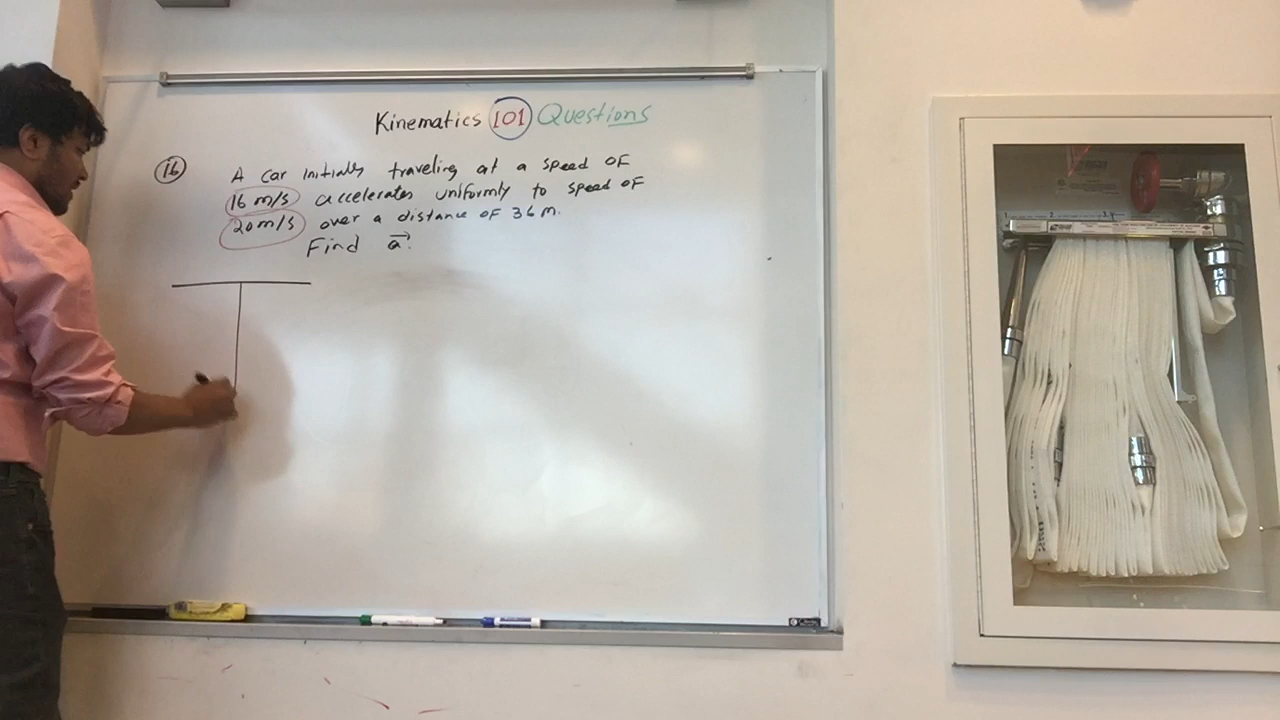 Kinematics 101 Questions
16 A car initially traveling at a speed of
16 m/s accelerates uniformly to speed of
20m/s over a distance of 36 m.
Find a⃗.